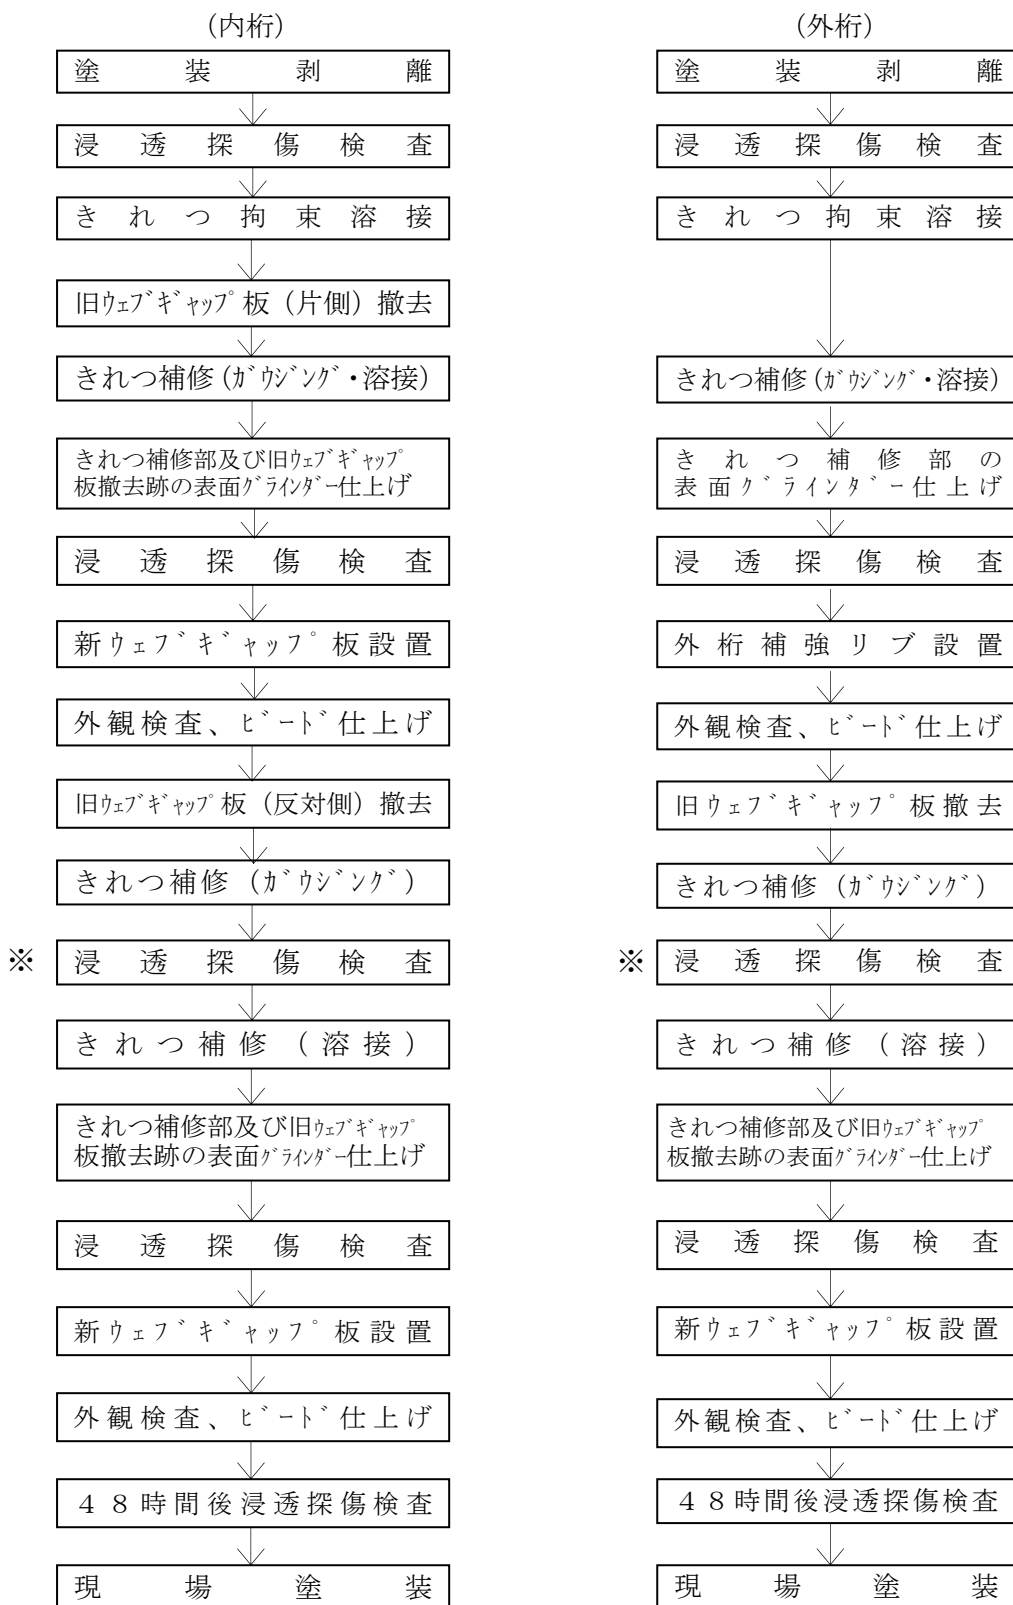 (内桁)
塗装剥離
浸透探傷検査
きれつ拘束溶接
旧ｳｪﾌﾞｷﾞｬｯﾌﾟ板（片側）撤去
きれつ補修(ｶﾞｳｼﾞﾝｸﾞ・溶接)
きれつ補修部及び旧ｳｪﾌﾞｷﾞｬｯﾌﾟ
板撤去跡の表面ｸﾞﾗｲﾝﾀﾞｰ仕上げ
浸透探傷検査
新ｳｪﾌﾞｷﾞｬｯﾌﾟ板設置
外観検査、ﾋﾞｰﾄﾞ仕上げ
旧ｳｪﾌﾞｷﾞｬｯﾌﾟ板（反対側）撤去
きれつ補修（ｶﾞｳｼﾞﾝｸﾞ）
※ 浸透探傷検査
きれつ補修（溶接）
きれつ補修部及び旧ｳｪﾌﾞｷﾞｬｯﾌﾟ
板撤去跡の表面ｸﾞﾗｲﾝﾀﾞｰ仕上げ
浸透探傷検査
新ｳｪﾌﾞｷﾞｬｯﾌﾟ板設置
外観検査、ﾋﾞｰﾄﾞ仕上げ
４８時間後浸透探傷検査
現場塗装
(外桁)
塗装剥離
浸透探傷検査
きれつ拘束溶接
きれつ補修(ｶﾞｳｼﾞﾝｸﾞ・溶接)
きれつ補修部の
表面ｸﾞﾗｲﾝﾀﾞｰ仕上げ
浸透探傷検査
外桁補強リブ設置
外観検査、ﾋﾞｰﾄﾞ仕上げ
旧ｳｪﾌﾞｷﾞｬｯﾌﾟ板撤去
きれつ補修（ｶﾞｳｼﾞﾝｸﾞ）
※ 浸透探傷検査
きれつ補修（溶接）
きれつ補修部及び旧ｳｪﾌﾞｷﾞｬｯﾌﾟ
板撤去跡の表面ｸﾞﾗｲﾝﾀﾞｰ仕上げ
浸透探傷検査
新ｳｪﾌﾞｷﾞｬｯﾌﾟ板設置
外観検査、ﾋﾞｰﾄﾞ仕上げ
４８時間後浸透探傷検査
現場塗装